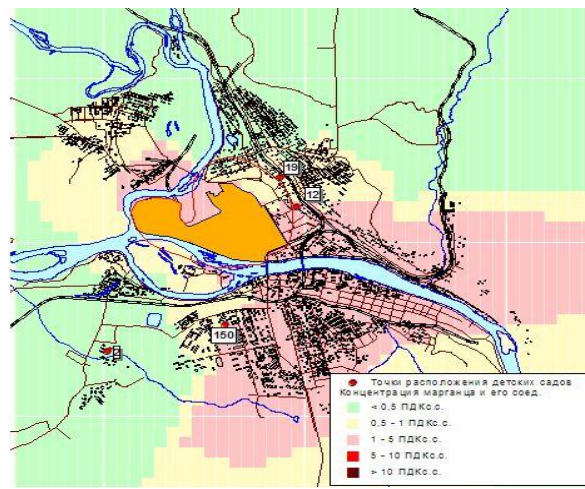 19
12
150
2
Точки расположения детских садов
Концентрация марганца и его соед.
< 0,5 ПДКс.с.
0,5 - 1 ПДКс.с.
1 - 5 ПДКс.с.
5 - 10 ПДКс.с.
> 10 ПДКс.с.